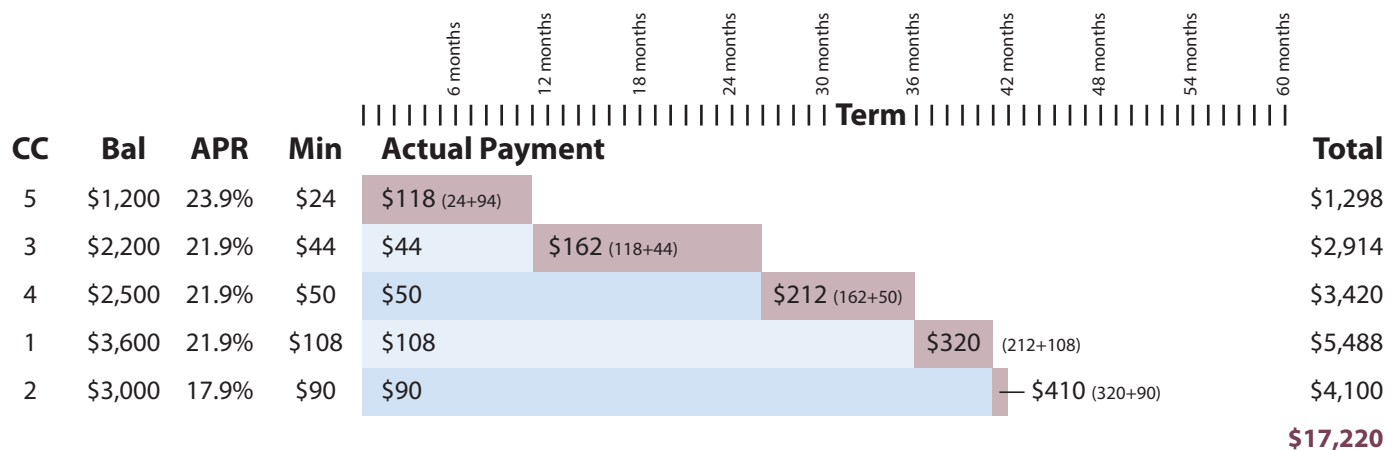 6 months 12 months 18 months 24 months 30 months 36 months 42 months 48 months 54 months 60 months
Term
CC Bal APR Min Actual Payment Total
5 $1,200 23.9% $24 $118 (24+94) $1,298
3 $2,200 21.9% $44 $44 $162 (118+44) $2,914
4 $2,500 21.9% $50 $50 $212 (162+50) $3,420
1 $3,600 21.9% $108 $108 $320 (212+108) $5,488
2 $3,000 17.9% $90 $90 $410 (320+90) $4,100
$17,220